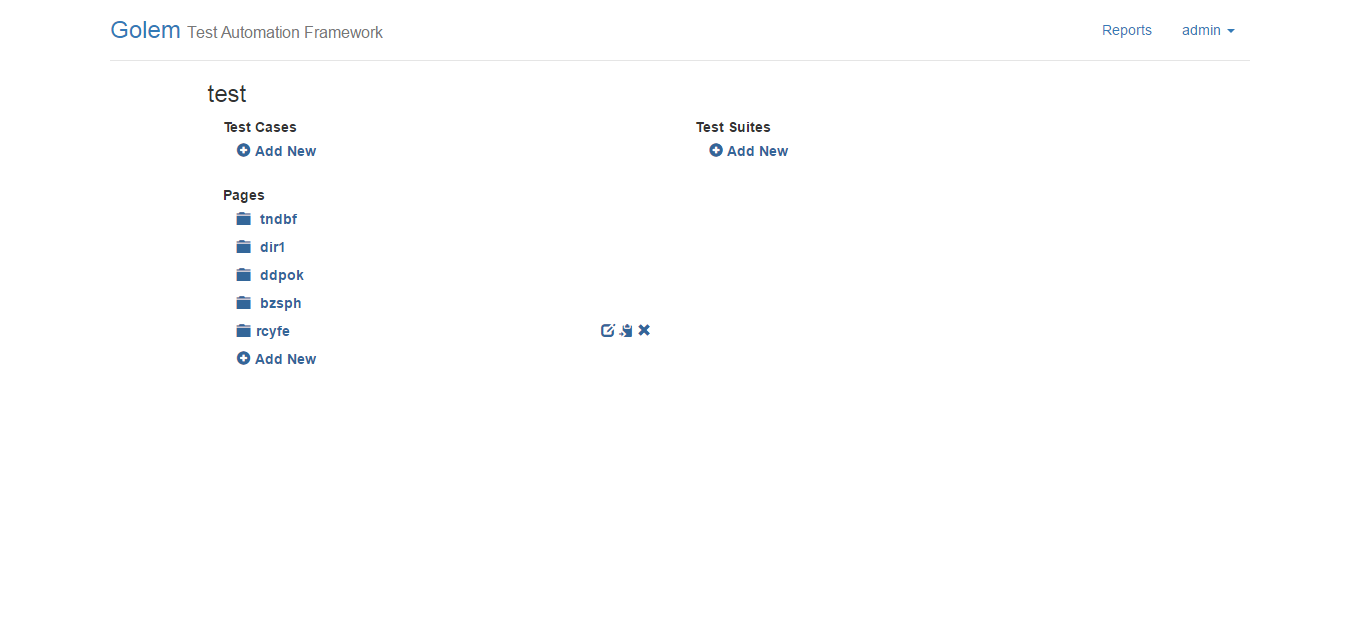 Golem Test Automation Framework
Reports
admin
test
Test Cases
Add New
Test Suites
Add New
Pages
tndbf
dir1
ddpok
bzsph
rcyfe
Add New